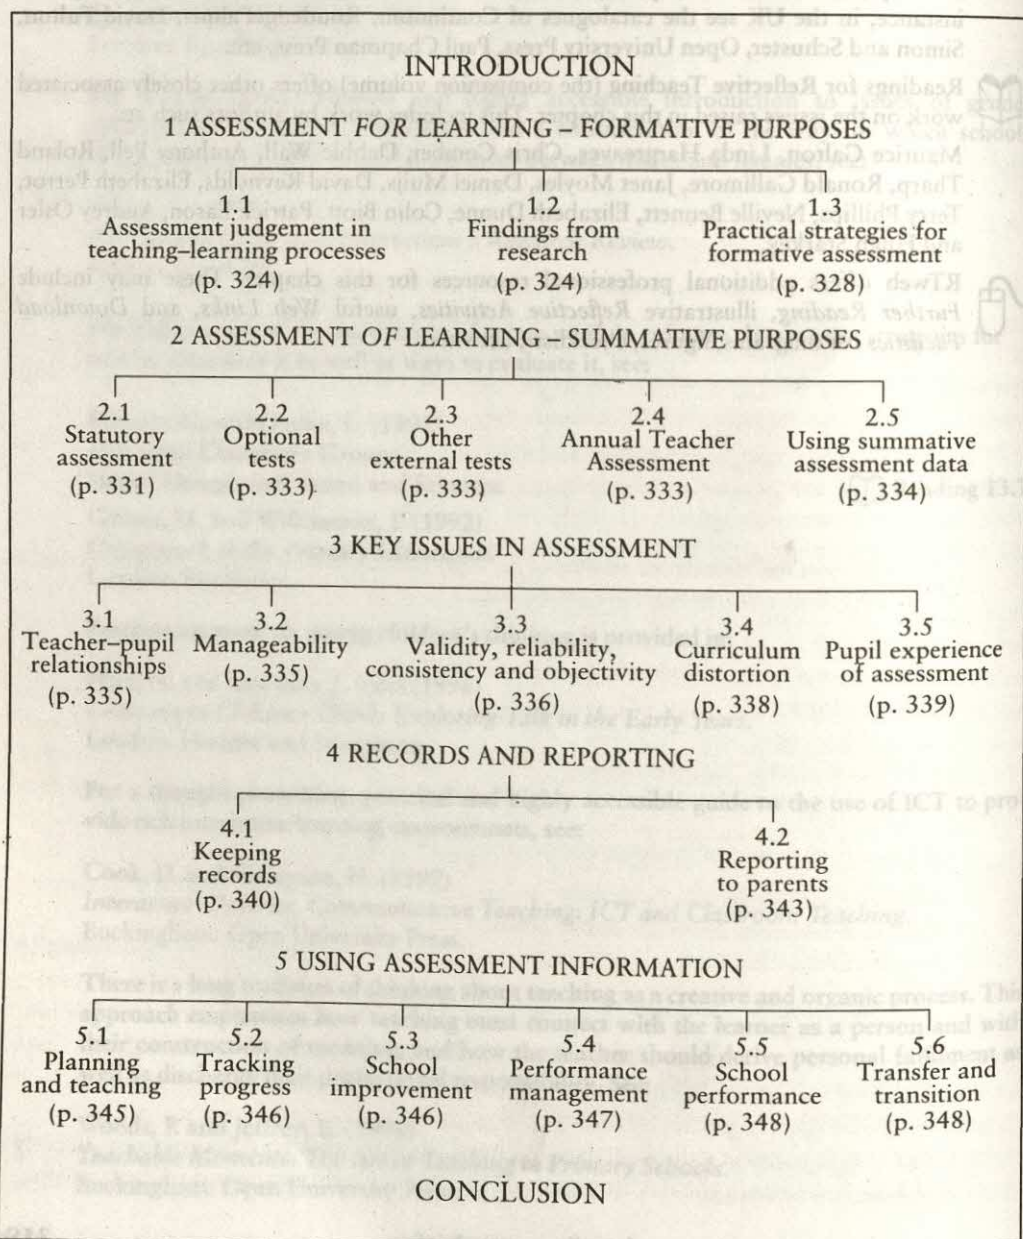 INTRODUCTION
1 ASSESSMENT FOR LEARNING – FORMATIVE PURPOSES
1.1
Assessment judgement in
teaching–learning processes
(p. 324)
1.2
Findings from
research
(p. 324)
1.3
Practical strategies for
formative assessment
(p. 328)
2 ASSESSMENT OF LEARNING – SUMMATIVE PURPOSES
2.1
Statutory
assessment
(p. 331)
2.2
Optional
tests
(p. 333)
2.3
Other
external tests
(p. 333)
2.4
Annual Teacher
Assessment
(p. 333)
2.5
Using summative
assessment data
(p. 334)
3 KEY ISSUES IN ASSESSMENT
3.1
Teacher–pupil
relationships
(p. 335)
3.2
Manageability
(p. 335)
3.3
Validity, reliability,
consistency and objectivity
(p. 336)
3.4
Curriculum
distortion
(p. 338)
3.5
Pupil experience
of assessment
(p. 339)
4 RECORDS AND REPORTING
4.1
Keeping
records
(p. 340)
4.2
Reporting
to parents
(p. 343)
5 USING ASSESSMENT INFORMATION
5.1
Planning
and teaching
(p. 345)
5.2
Tracking
progress
(p. 346)
5.3
School
improvement
(p. 346)
5.4
Performance
management
(p. 347)
5.5
School
performance
(p. 348)
5.6
Transfer and
transition
(p. 348)
CONCLUSION